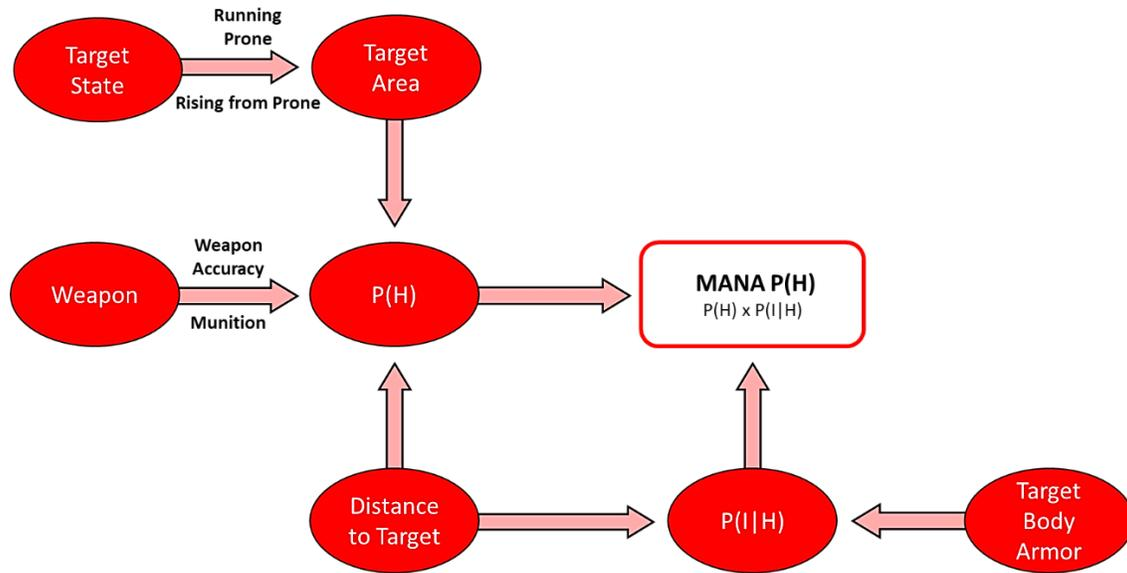 Target
State
Running
Prone
Rising from Prone
Target
Area
Weapon
Weapon
Accuracy
Munition
P(H)
MANA P(H)
P(H) x P(I|H)
Distance
to Target
P(I|H)
Target
Body
Armor